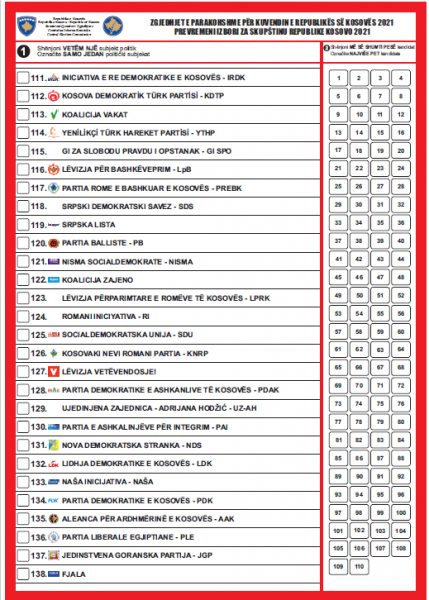 Republika e Kosovës - Republika Kosova - Republic of Kosovo
ZGJEDHJET E PARAKOHSHME PËR KUVENDIN E REPUBLIKËS SË KOSOVËS 2021
PREVREMENI IZBORI ZA SKUPŠTINU REPUBLIKE KOSOVO 2021
1 Shënjoni VETËM NJË subjekt politik
Označite SAMO JEDAN politički subjekat
111. INICIATIVA E RE DEMOKRATIKE E KOSOVËS - IRDK
112. KOSOVA DEMOKRATİK TÜRK PARTİSİ - KDTP
113. KOALICIJA VAKAT
114. YENİLİKÇİ TÜRK HAREKET PARTİSİ - YTHP
115. GI ZA SLOBODU PRAVDU I OPSTANAK - GI SPO
116. LËVIZJA PËR BASHKËVEPRIM - LpB
117. PARTIA ROME E BASHKUAR E KOSOVËS - PREBK
118. SRPSKI DEMOKRATSKI SAVEZ - SDS
119. SRPSKA LISTA
120. PARTIA BALLISTE - PB
121. NISMA SOCIALDEMOKRATE - NISMA
122. KOALICIJA ZAJENO
123. LËVIZJA PËRPARIMTARE E ROMËVE TË KOSOVËS - LPRK
124. ROMANI INICIATIVA - RI
125. SOCIALDEMOKRATSKA UNIJA - SDU
126. KOSOVAKI NEVI ROMANI PARTIA - KNRP
127. LËVIZJA VETËVENDOSJE!
128. PARTIA DEMOKRATIKE E ASHKANLIVE TË KOSOVËS - PDAK
129. UJEDINJENA ZAJEDNICA - ADRIJANA HODŽIĆ - UZ-AH
130. PARTIA E ASHKALINJËVE PËR INTEGRIM - PAI
131. NOVA DEMOKRATSKA STRANKA - NDS
132. LIDHJA DEMOKRATIKE E KOSOVËS - LDK
133. NAŠA INICIJATIVA - NAŠA
134. PARTIA DEMOKRATIKE E KOSOVËS - PDK
135. ALEANCA PËR ARDHMËRINË E KOSOVËS - AAK
136. PARTIA LIBERALE EGJIPTIANE - PLE
137. JEDINSTVENA GORANSKA PARTIJA - JGP
138. FJALA
2 Shënjoni MË SË SHUMTI PESË kandidat
Označite NAJVIŠE PET kandidata
1 2 3 4
5 6 7 8
9 10 11 12
13 14 15 16
17 18 19 20
21 22 23 24
25 26 27 28
29 30 31 32
33 34 35 36
37 38 39 40
41 42 43 44
45 46 47 48
49 50 51 52
53 54 55 56
57 58 59 60
61 62 63 64
65 66 67 68
69 70 71 72
73 74 75 76
77 78 79 80
81 82 83 84
85 86 87 88
89 90 91 92
93 94 95 96
97 98 99 100
101 102 103 104
105 106 107 108
109 110